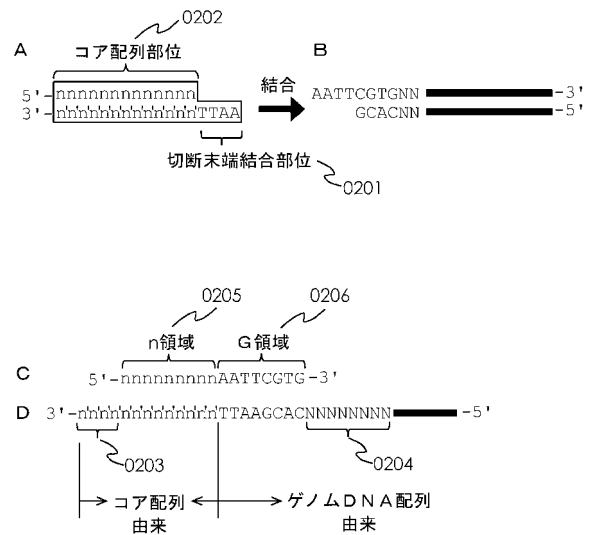 0202
A コア配列部位 B
5'-nnnnnnnnnnnnn 結合 AATTCGTGNN -3'
3'-n'n'n'n'n'n'n'n'n'n'n'n'n'TTAA GCACNN -5'
切断末端結合部位
0201
0205 0206
n領域 G領域
C 5'-nnnnnnnnnAATTCGTG-3'
D 3'-n'n'n'n'n'n'n'n'n'n'n'n'n'TTAAGCACNNNNNNNN -5'
0203 0204
コア配列 ゲノムDNA配列
由来 由来